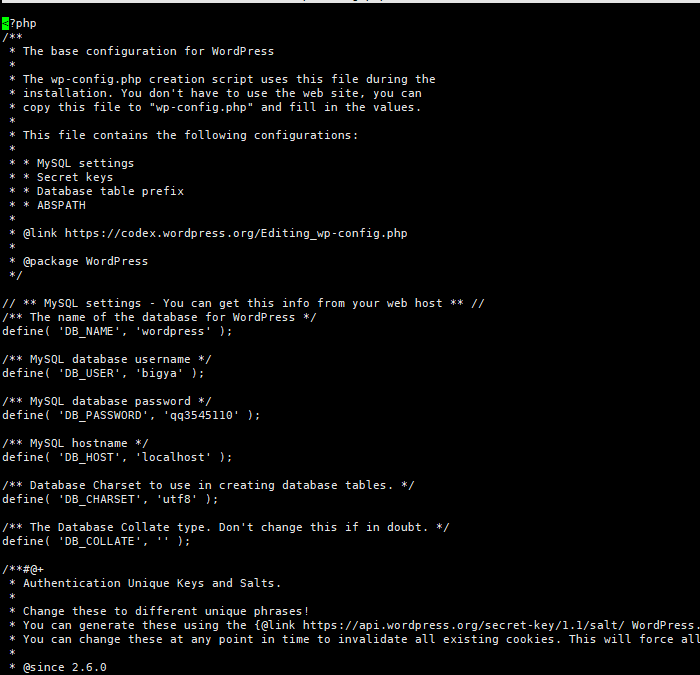 <?php
/**
 * The base configuration for WordPress
 *
 * The wp-config.php creation script uses this file during the
 * installation. You don't have to use the web site, you can
 * copy this file to "wp-config.php" and fill in the values.
 *
 * This file contains the following configurations:
 *
 * * MySQL settings
 * * Secret keys
 * * Database table prefix
 * * ABSPATH
 *
 * @link https://codex.wordpress.org/Editing_wp-config.php
 *
 * @package WordPress
 */

// ** MySQL settings - You can get this info from your web host ** //
/** The name of the database for WordPress */
define( 'DB_NAME', 'wordpress' );

/** MySQL database username */
define( 'DB_USER', 'bigya' );

/** MySQL database password */
define( 'DB_PASSWORD', 'qq3545110' );

/** MySQL hostname */
define( 'DB_HOST', 'localhost' );

/** Database Charset to use in creating database tables. */
define( 'DB_CHARSET', 'utf8' );

/** The Database Collate type. Don't change this if in doubt. */
define( 'DB_COLLATE', '' );

/**#@+
 * Authentication Unique Keys and Salts.
 *
 * Change these to different unique phrases!
 * You can generate these using the {@link https://api.wordpress.org/secret-key/1.1/salt/ WordPress.
 * You can change these at any point in time to invalidate all existing cookies. This will force all
 *
 * @since 2.6.0